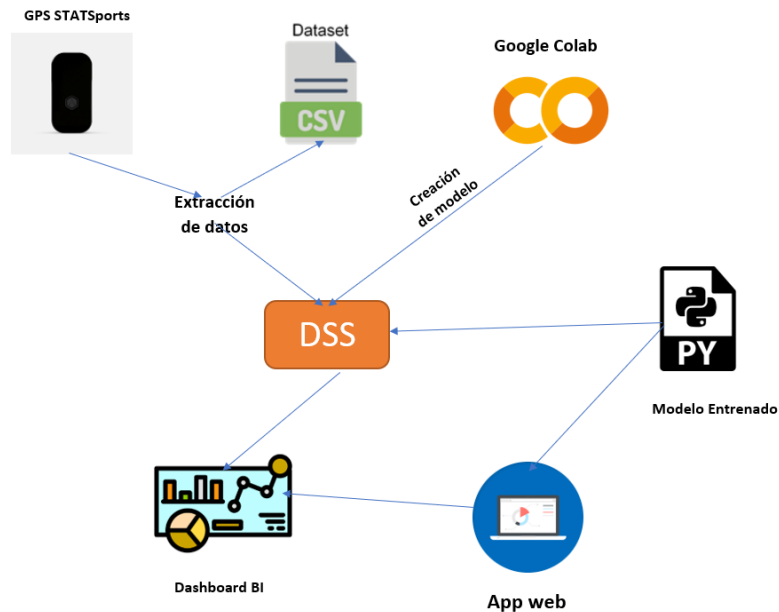 GPS STATSports
Dataset
CSV
Google Colab
Extracción
de datos
Creación
de modelo
DSS
PY
Modelo Entrenado
Dashboard BI
App web